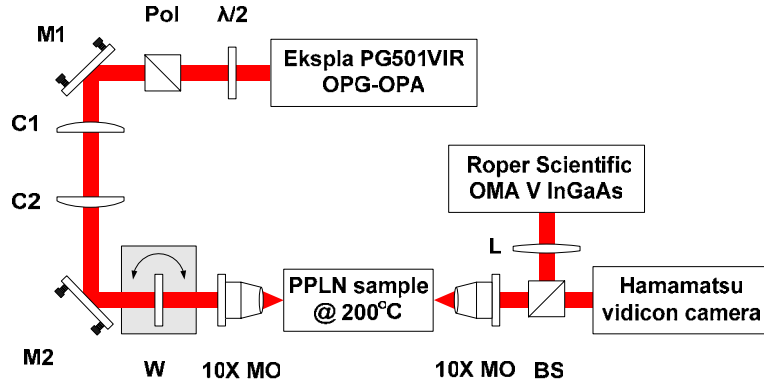 Pol
λ/2
M1
Ekspla PG501VIR
OPG-OPA
C1
Roper Scientific
OMA V InGaAs
C2
L
PPLN sample
@ 200°C
Hamamatsu
vidicon camera
M2
W
10X MO
10X MO
BS